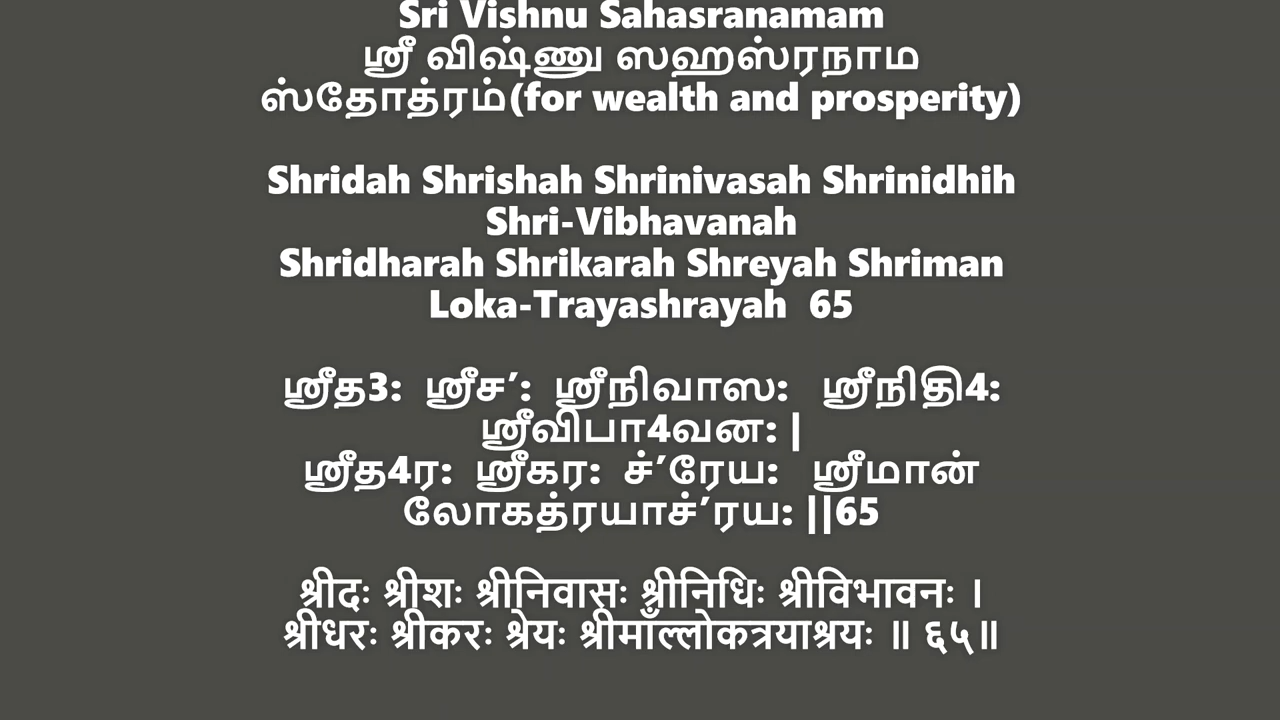 Sri Vishnu Sahasranamam
ஸ்ரீ விஷ்ணு ஸஹஸ்ரநாம
ஸ்தோத்ரம்(for wealth and prosperity)
Shridah Shrishah Shrinivasah Shrinidhih
Shri-Vibhavanah
Shridharah Shrikarah Shreyah Shriman
Loka-Trayashrayah 65
ஸ்ரீத3: ஸ்ரீச’: ஸ்ரீநிவாஸ: ஸ்ரீநிதி4:
ஸ்ரீவிபா4வன: |
ஸ்ரீத4ர: ஸ்ரீகர: ச்’ரேய: ஸ்ரீமான்
லோகத்ரயாச்’ரய: ||65
श्रीदः श्रीशः श्रीनिवासः श्रीनिधिः श्रीविभावनः ।
श्रीधरः श्रीकरः श्रेयः श्रीमाँल्लोकत्रयाश्रयः ॥ ६५॥